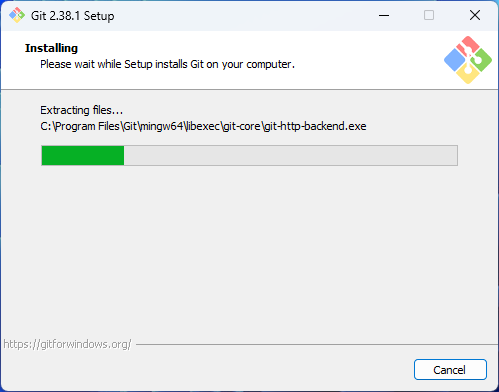 Git 2.38.1 Setup
Installing
Please wait while Setup installs Git on your computer.
Extracting files...
C:\Program Files\Git\mingw64\libexec\git-core\git-http-backend.exe
https://gitforwindows.org/
Cancel